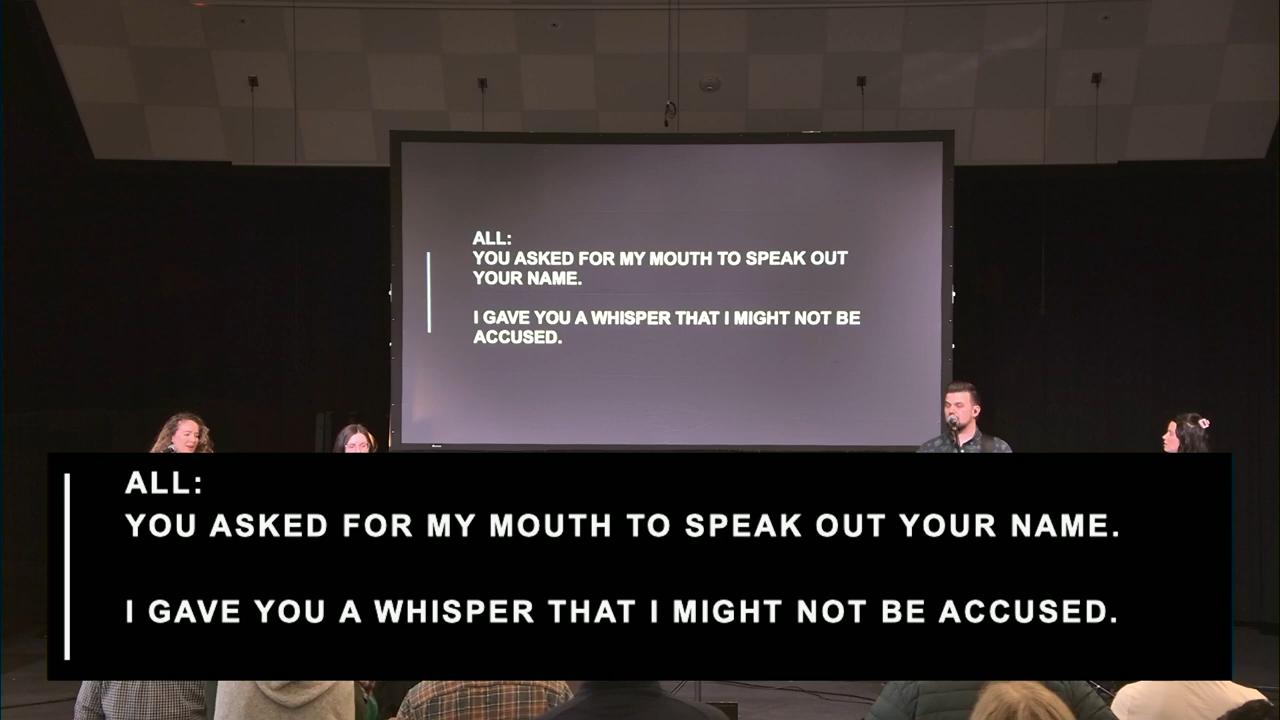 ALL:
YOU ASKED FOR MY MOUTH TO SPEAK OUT
YOUR NAME.
I GAVE YOU A WHISPER THAT I MIGHT NOT BE
ACCUSED.
ALL:
YOU ASKED FOR MY MOUTH TO SPEAK OUT YOUR NAME.
I GAVE YOU A WHISPER THAT I MIGHT NOT BE ACCUSED.